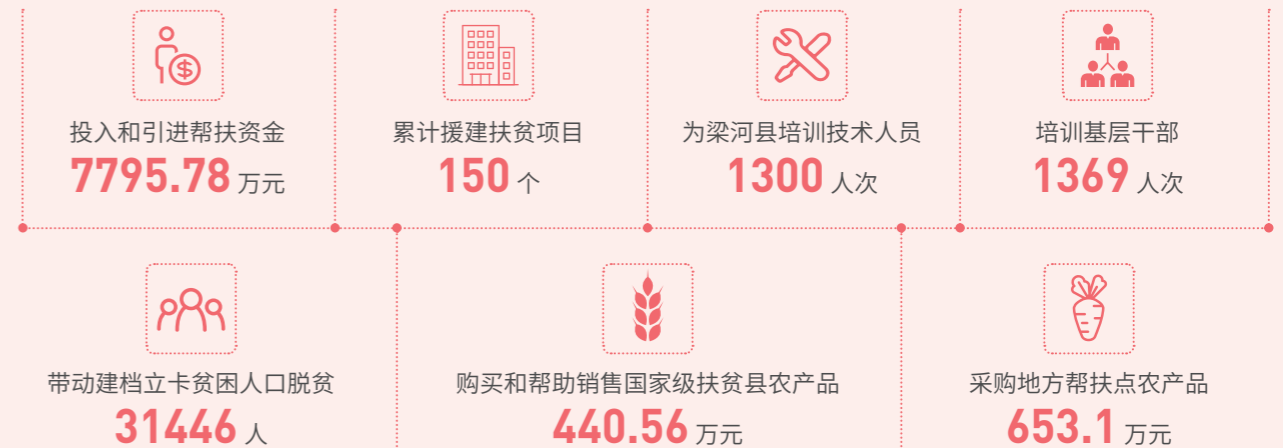 投入和引进帮扶资金
7795.78 万元
累计援建扶贫项目
150 个
为梁河县培训技术人员
1300 人次
培训基层干部
1369 人次
带动建档立卡贫困人口脱贫
31446 人
购买和帮助销售国家级扶贫县农产品
440.56 万元
采购地方帮扶点农产品
653.1 万元